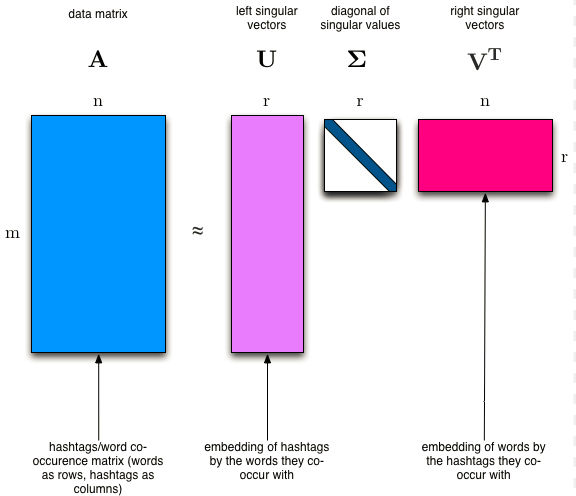 data matrix
left singular
vectors
diagonal of
singular values
right singular
vectors
A
U
Σ
V^T
n
r
r
n
m
≈
r
hashtags/word co-
occurence matrix (words
as rows, hashtags as
columns)
embedding of hashtags
by the words they co-
occur with
embedding of words by
the hashtags they co-
occur with